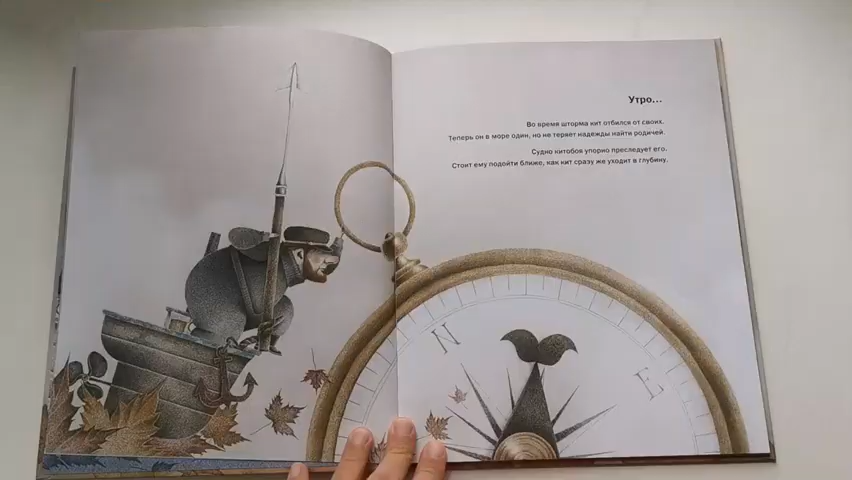 Утро...
Во время шторма кит отбился от своих.
Теперь он в море один, но не теряет надежды найти родичей.
Судно китобоев упорно преследует его.
Стоит ему подойти ближе, как кит сразу же уходит в глубину.
N
E